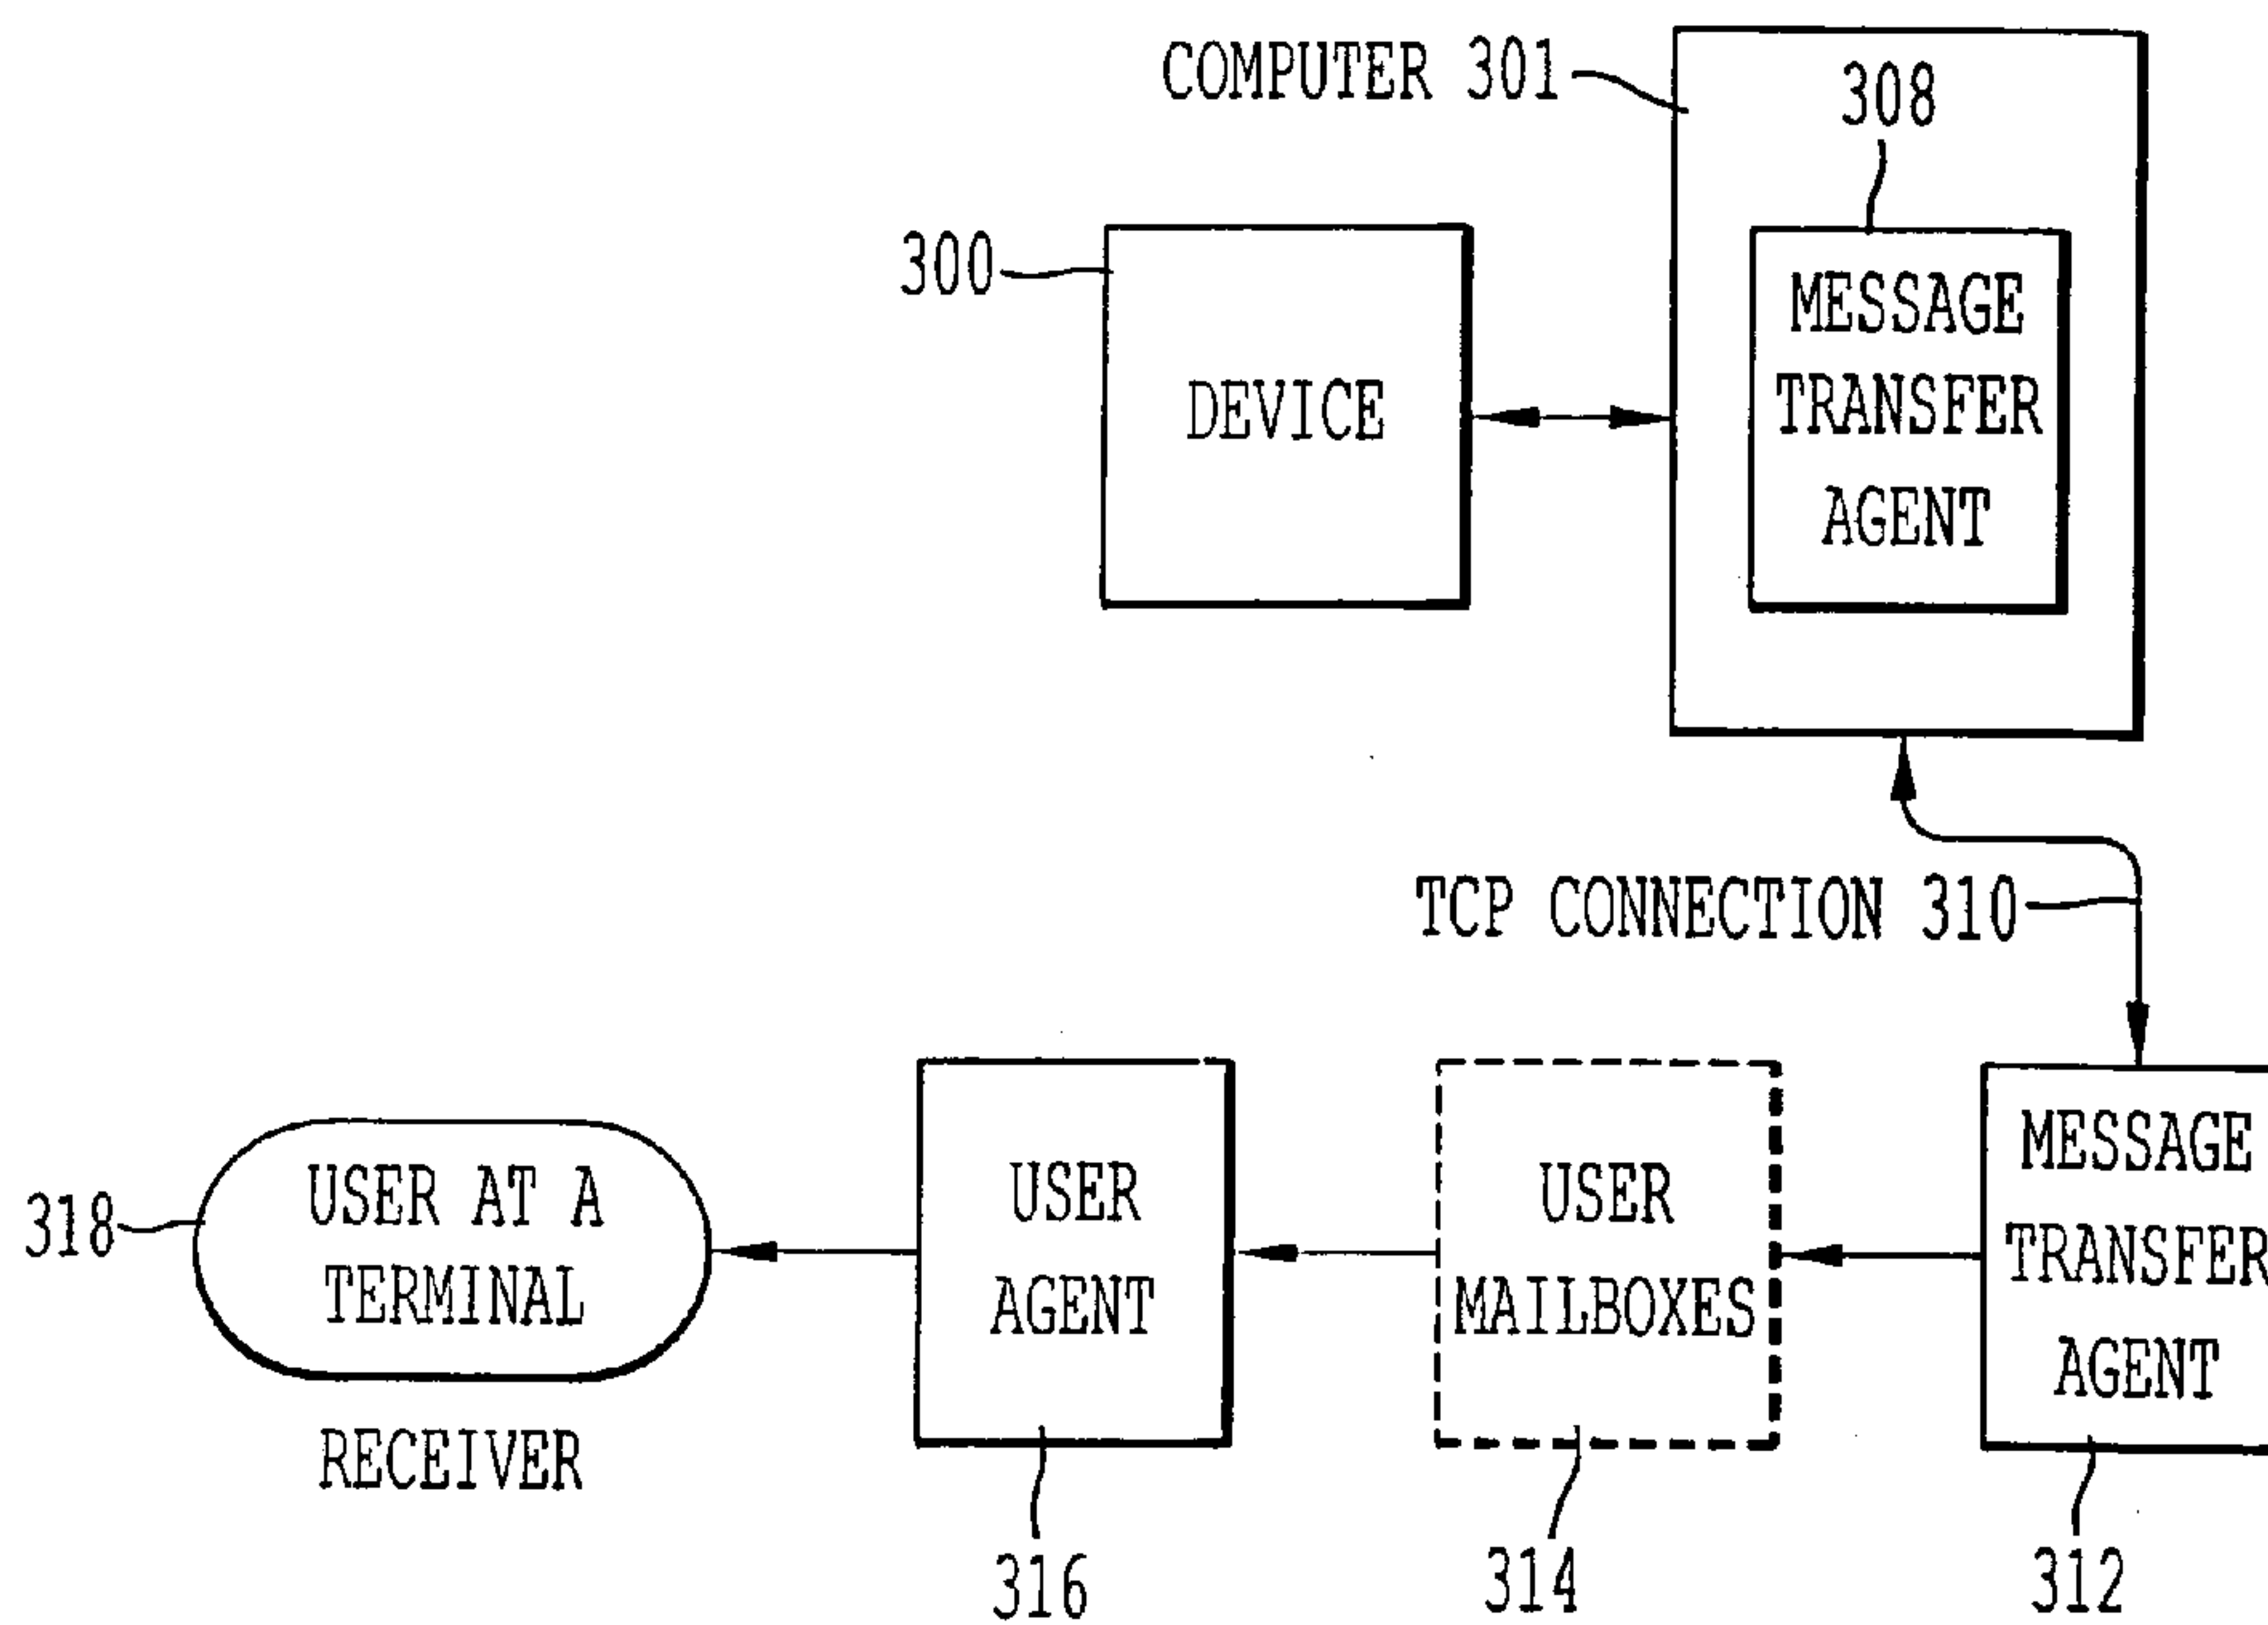 COMPUTER 301
308
300
DEVICE
MESSAGE
TRANSFER
AGENT
TCP CONNECTION 310
318
USER AT A
TERMINAL
RECEIVER
USER
AGENT
316
USER
MAILBOXES
314
MESSAGE
TRANSFER
AGENT
312